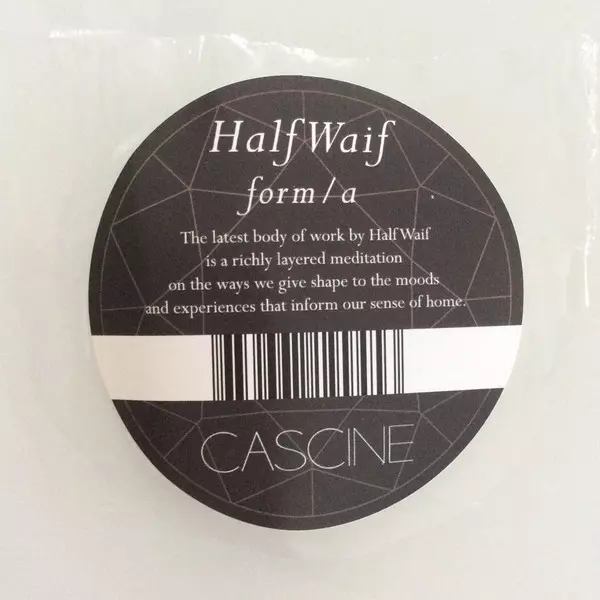 Half Waif
form/a
The latest body of work by Half Waif
is a richly layered meditation
on the ways we give shape to the moods
and experiences that inform our sense of home.
CASCINE